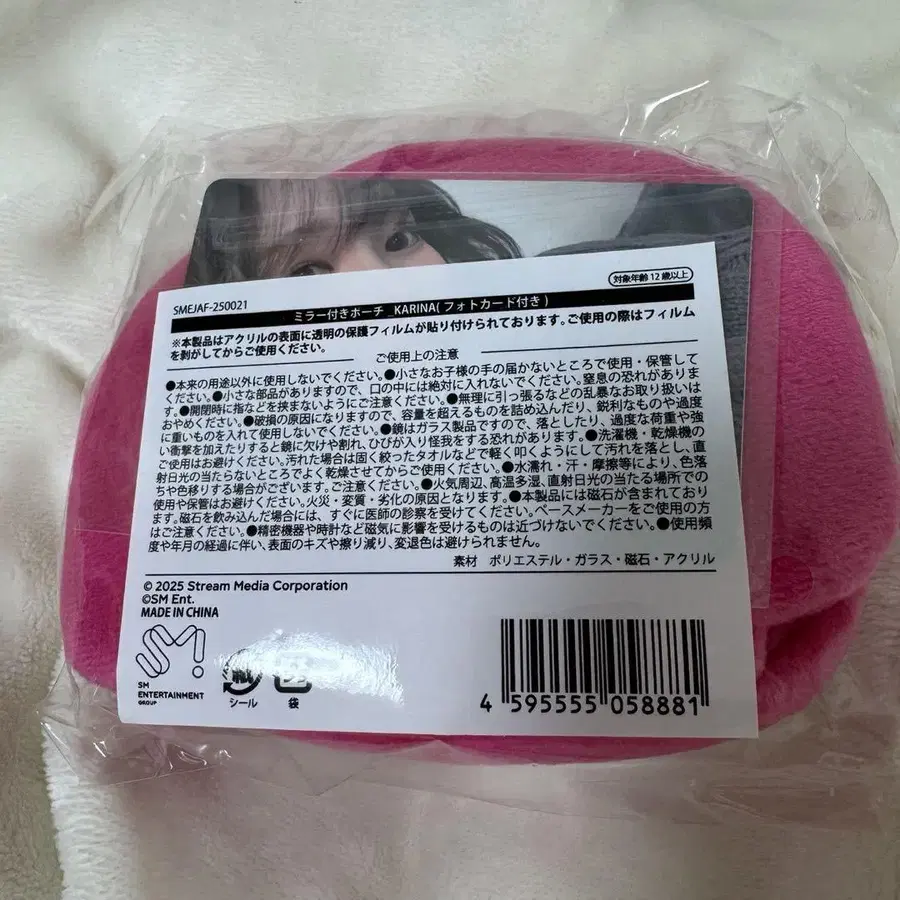 SMEJAF-250021
対象年齢12歳以上
ミラー付きポーチ_KARINA(フォトカード付き)
※本製品はアクリルの表面に透明の保護フィルムが貼り付けられております。ご使用の際はフィルム
を剥がしてからご使用ください。
ご使用上の注意
●本来の用途以外に使用しないでください。●小さなお子様の手の届かないところで使用・保管して
ください。●小さな部品がありますので、口の中には絶対に入れないでください。窒息の恐れがありま
す。●開閉時に指などを挟まないようにご注意ください。●無理に引っ張るなどの乱暴なお取り扱いは
おやめください。●破損の原因になりますので、容量を超えるものを詰め込んだり、鋭利なものや過度
に重いものを入れて使用しないでください。●鏡はガラス製品ですので、落としたり、過度な荷重や強
い衝撃を加えたりすると鏡に欠けや割れ、ひびが入り怪我をする恐れがあります。●洗濯機・乾燥機の
ご使用はお避けください。汚れた場合は固く絞ったタオルなどで軽く叩くようにして汚れを落とし、直
射日光の当たらないところでよく乾燥させてからご使用ください。●水濡れ・汗・摩擦等により、色落
ちや色移りする場合がございます。ご注意ください。●火気周辺、高温多湿、直射日光の当たる場所での
使用や保管はお避けください。火災・変質・劣化の原因となります。●本製品には磁石が含まれており
ます。磁石を飲み込んだ場合には、すぐに医師の診察を受けてください。ペースメーカーをご使用の方
はご注意ください。●精密機器や時計など磁気に影響を受けるものは近づけないでください。●使用頻
度や年月の経過に伴い、表面のキズや擦り減り、変退色は避けられません。
素材 ポリエステル・ガラス・磁石・アクリル
© 2025 Stream Media Corporation
©SM Ent.
MADE IN CHINA
SM
ENTERTAINMENT
GROUP
シール
袋
4 595555 058881